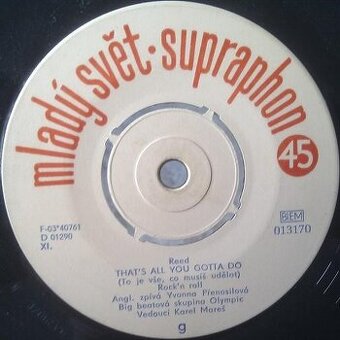 mladý svět · supraphon
45
F-03*40761
D 01290
XI.
BIEM
013170
Reed
THAT'S ALL YOU GOTTA DO
(To je vše, co musíš udělat)
Rock'n roll
Angl. zpívá Yvonna Přenosilová
Big beatová skupina Olympic
Vedoucí Karel Mareš
g